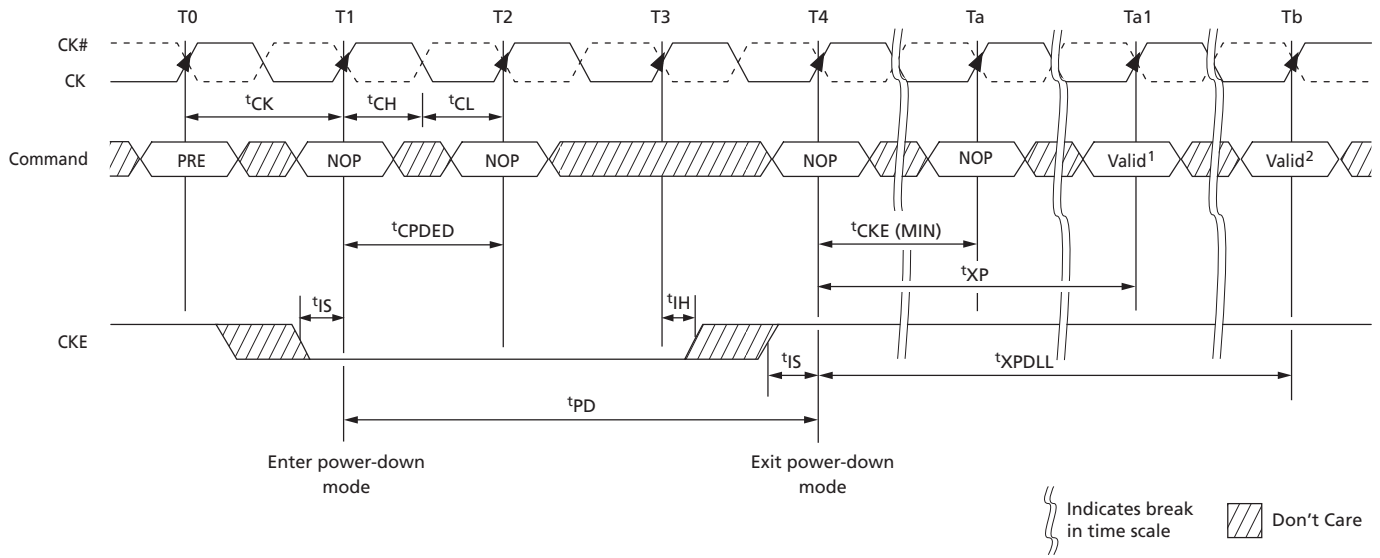 T0 T1 T2 T3 T4 Ta Ta1 Tb
CK#
CK
tCK tCH tCL
Command PRE NOP NOP NOP NOP Valid1 Valid2
tCPDED tCKE (MIN)
tXP
tIS tIH
CKE
tIS tXPDLL
tPD
Enter power-down Exit power-down
mode mode
Indicates break
in time scale Don't Care